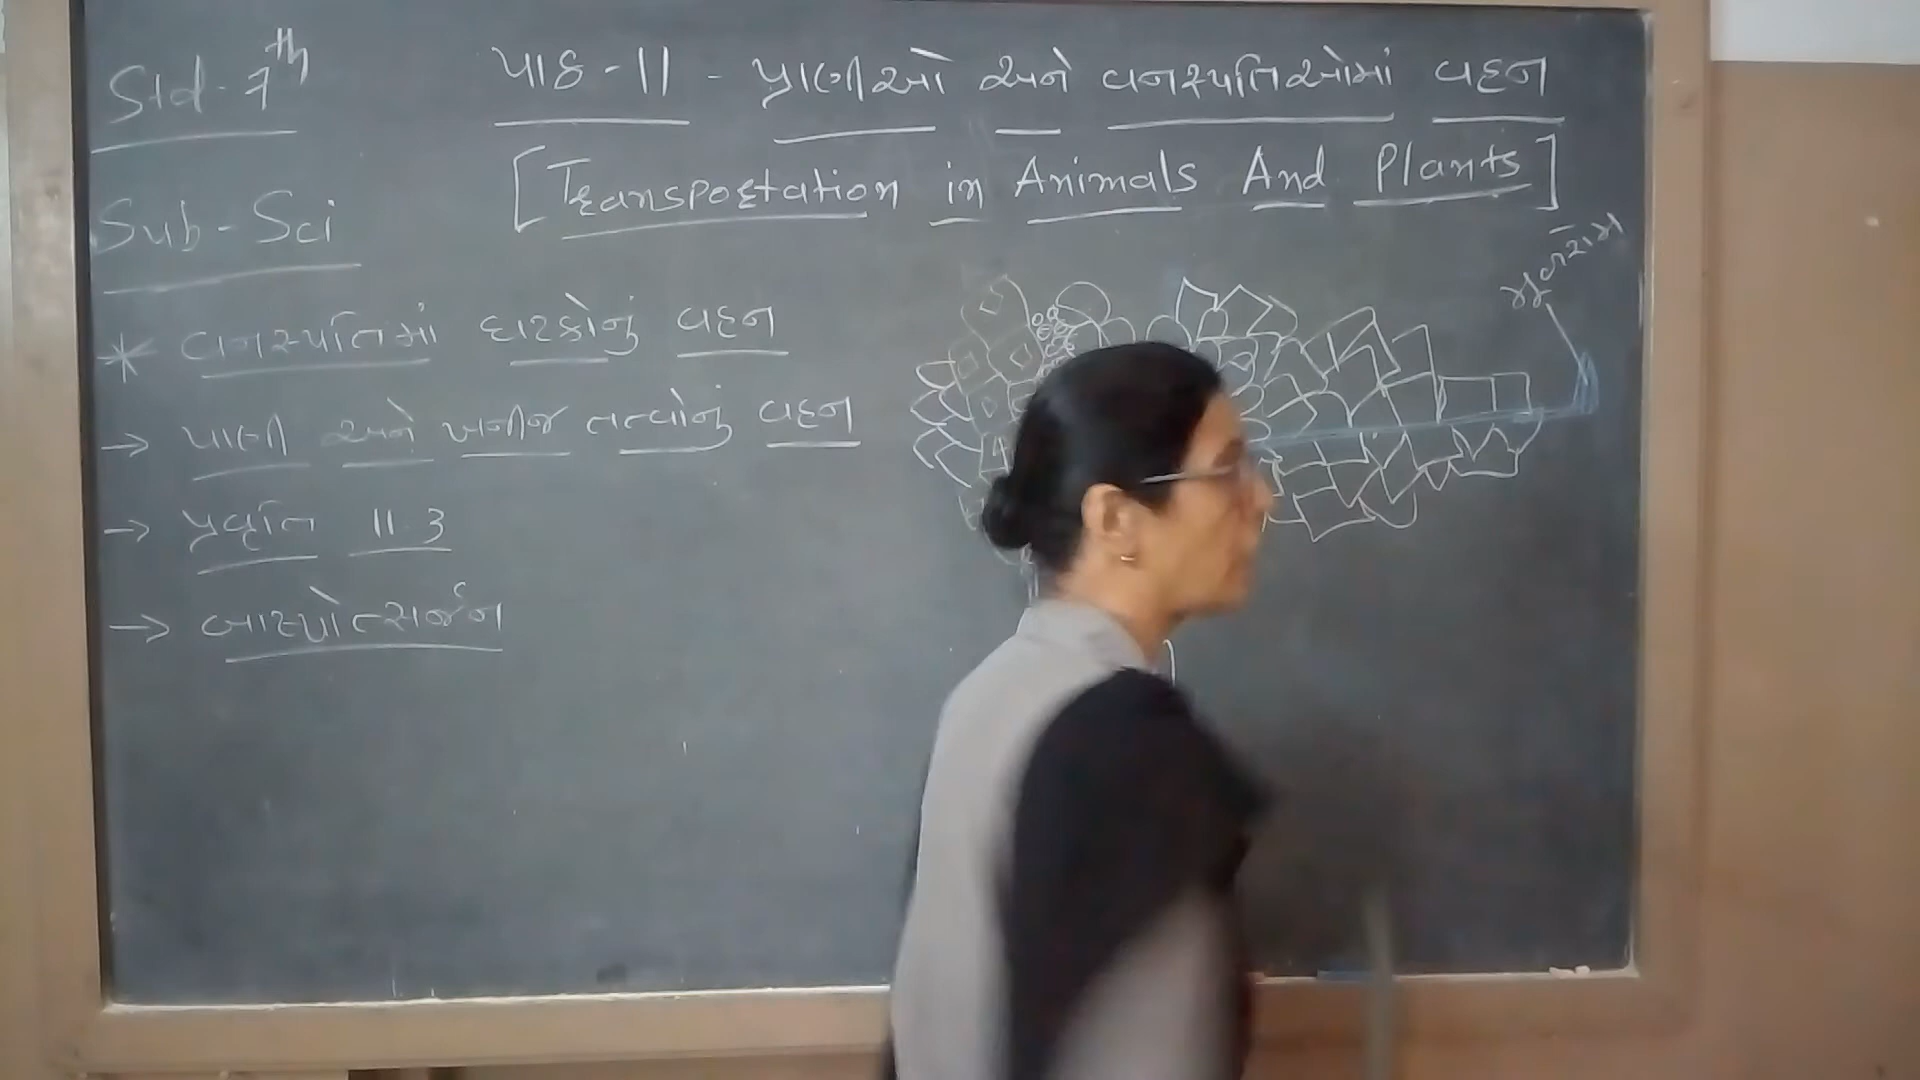 Std-7th
પાઠ-11 - પ્રાણીઓ અને વનસ્પતિઓમાં વહન
Sub-Sci
[Transportation in Animals And Plants]
* વનસ્પતિમાં ઘટકોનું વહન
→ પાણી અને ખનીજ તત્વોનું વહન
→ પ્રવૃત્તિ 11.3
→ બાષ્પોત્સર્જન